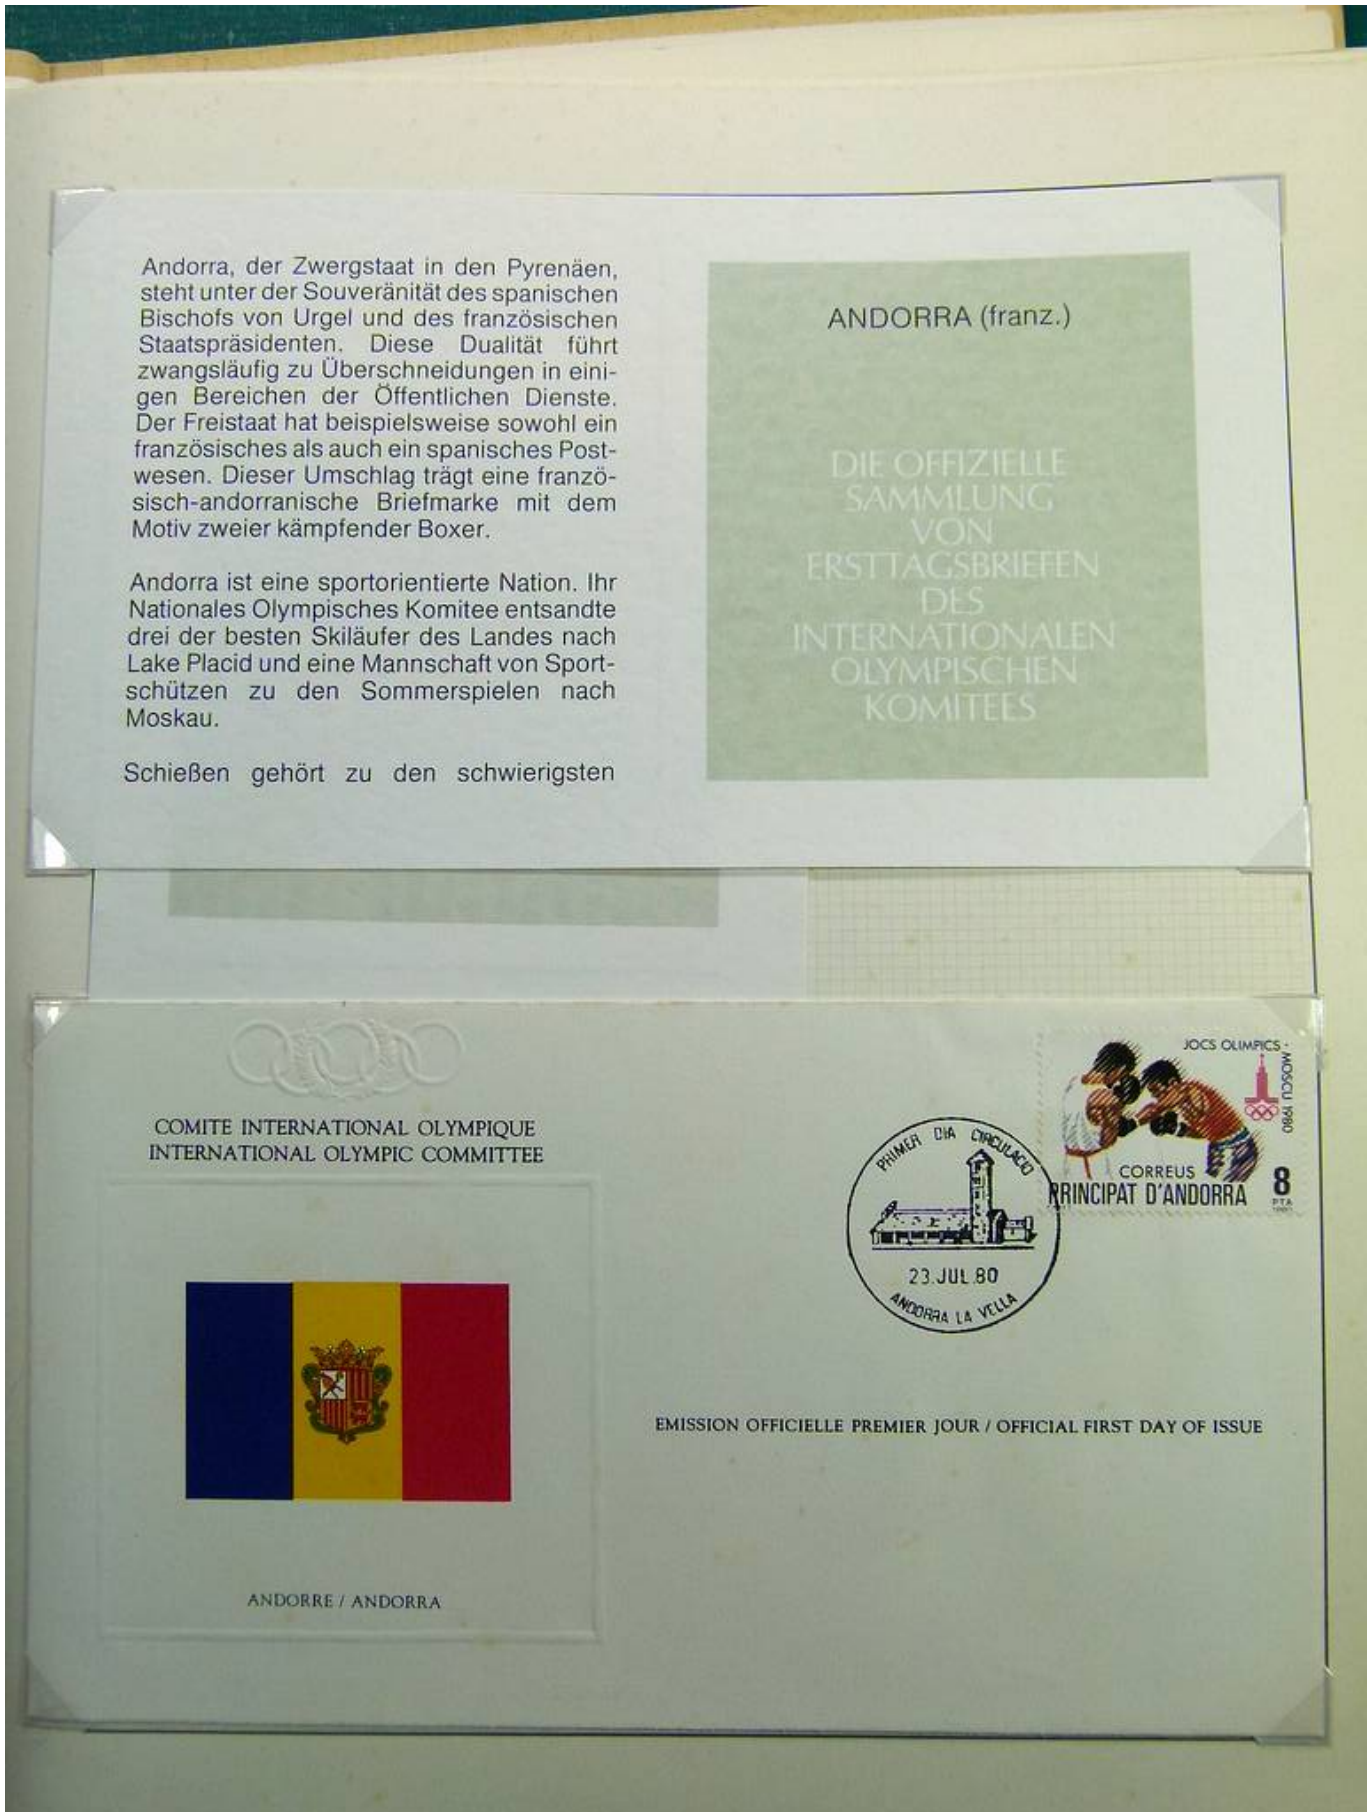 Andorra, der Zwergstaat in den Pyrenäen,
steht unter der Souveränität des spanischen
Bischofs von Urgel und des französischen
Staatspräsidenten. Diese Dualität führt
zwangsläufig zu Überschneidungen in eini-
gen Bereichen der Öffentlichen Dienste.
Der Freistaat hat beispielsweise sowohl ein
französisches als auch ein spanisches Post-
wesen. Dieser Umschlag trägt eine franzö-
sisch-andorranische Briefmarke mit dem
Motiv zweier kämpfender Boxer.
Andorra ist eine sportorientierte Nation. Ihr
Nationales Olympisches Komitee entsandte
drei der besten Skiläufer des Landes nach
Lake Placid und eine Mannschaft von Sport-
schützen zu den Sommerspielen nach
Moskau.
Schießen gehört zu den schwierigsten
ANDORRA (franz.)
DIE OFFIZIELLE
SAMMLUNG
VON
ERSTTAGSBRIEFEN
DES
INTERNATIONALEN
OLYMPISCHEN
KOMITEES
COMITE INTERNATIONAL OLYMPIQUE
INTERNATIONAL OLYMPIC COMMITTEE
ANDORRE / ANDORRA
JOCS OLIMPICS -
MOSCU 1980
CORREUS
PRINCIPAT D'ANDORRA
8
PTA
1980
PRIMER DIA CIRCULACIO
23.JUL.80
ANDORRA LA VELLA
EMISSION OFFICIELLE PREMIER JOUR / OFFICIAL FIRST DAY OF ISSUE